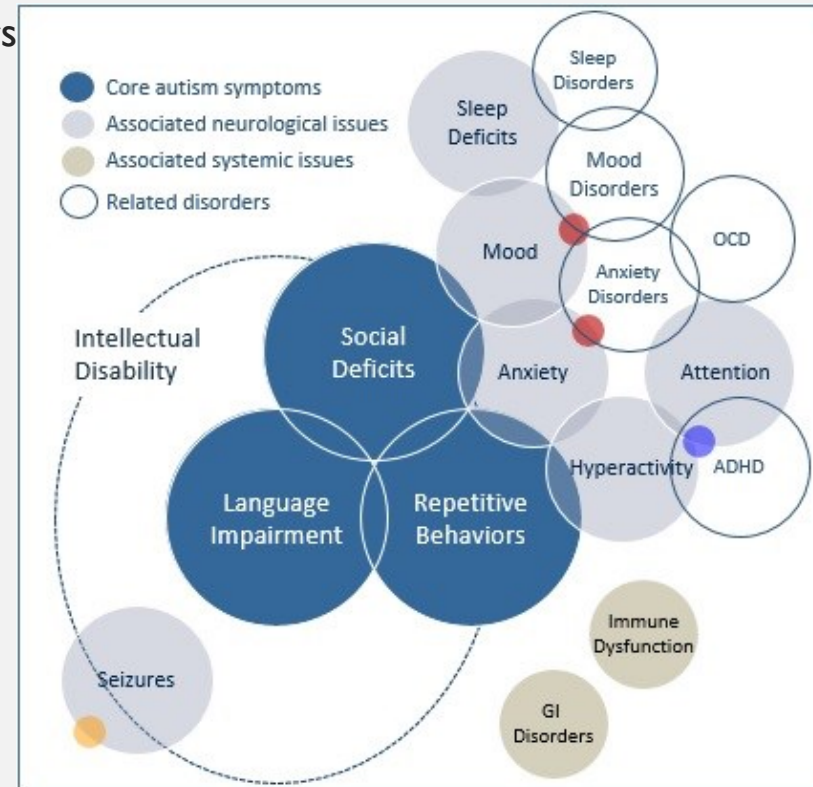 Core autism symptoms
Associated neurological issues
Associated systemic issues
Related disorders
Sleep
Disorders
Sleep
Deficits
Mood
Disorders
OCD
Mood
Anxiety
Disorders
Intellectual
Disability
Social
Deficits
Anxiety
Attention
Language
Impairment
Repetitive
Behaviors
Hyperactivity
ADHD
Immune
Dysfunction
Seizures
GI
Disorders